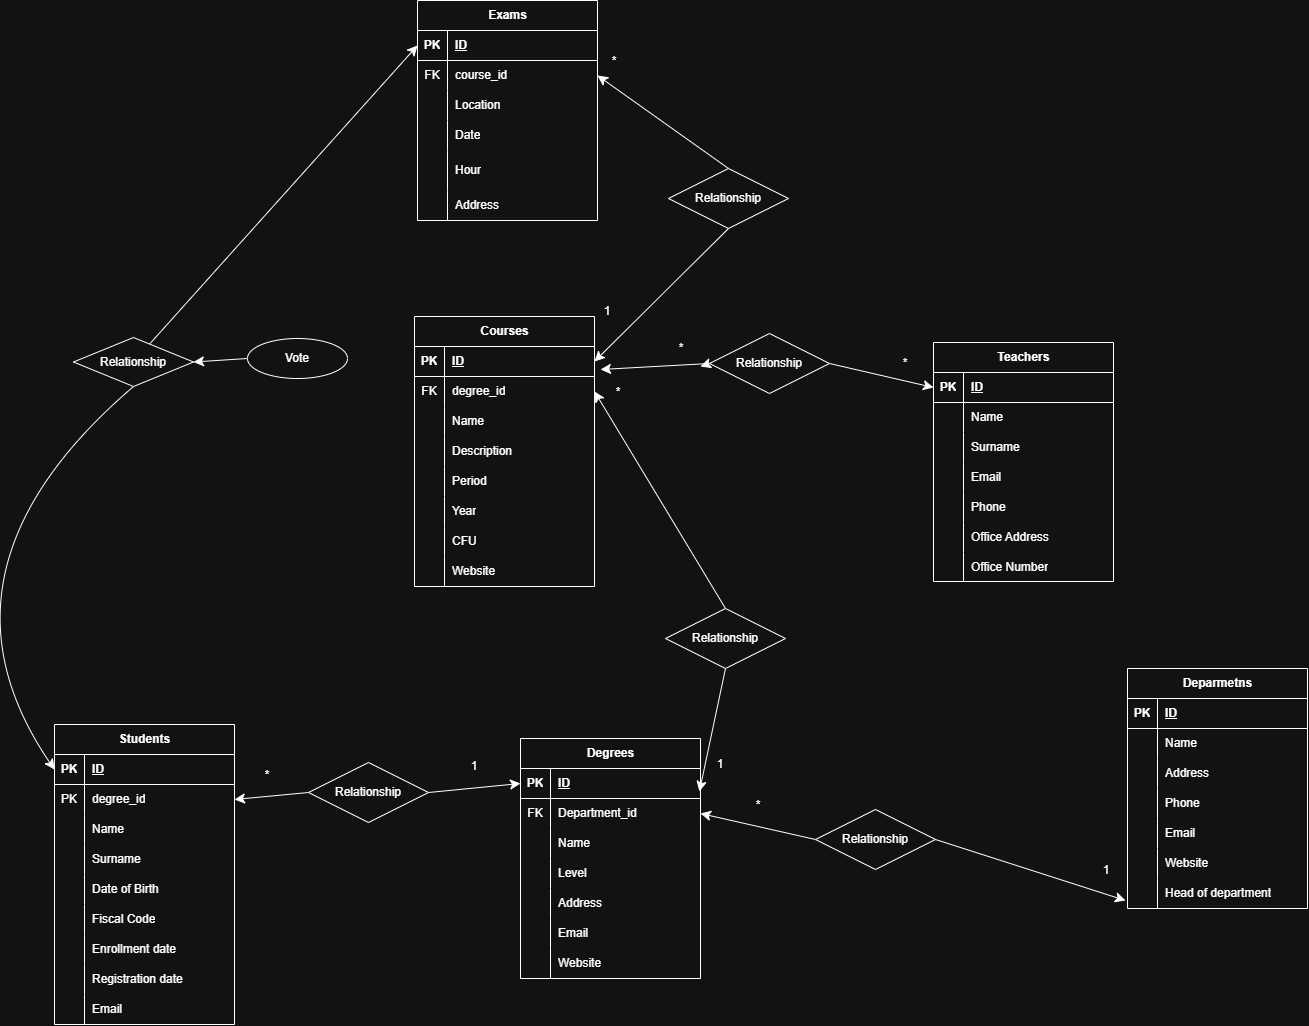 Exams
PK ID
FK course_id
Location
Date
Hour
Address
*
Relationship
1
Courses
PK ID
FK degree_id
Name
Description
Period
Year
CFU
Website
Relationship
Vote
*
Relationship
*
*
Teachers
PK ID
Name
Surname
Email
Phone
Office Address
Office Number
Relationship
1
Students
PK ID
PK degree_id
Name
Surname
Date of Birth
Fiscal Code
Enrollment date
Registration date
Email
*
Relationship
1
Degrees
PK ID
FK Department_id
Name
Level
Address
Email
Website
*
Relationship
1
Deparmetns
PK ID
Name
Address
Phone
Email
Website
Head of department